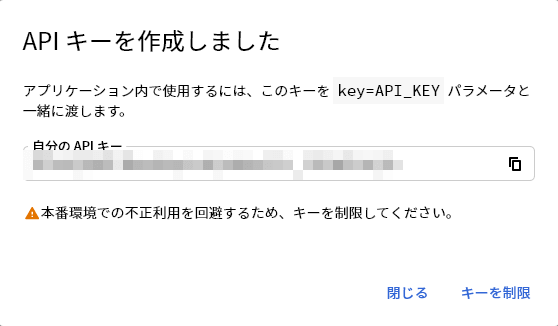 API キーを作成しました
アプリケーション内で使用するには、このキーを key=API_KEY パラメータと
一緒に渡します。
自分の API キー
本番環境での不正利用を回避するため、キーを制限してください。
閉じる キーを制限